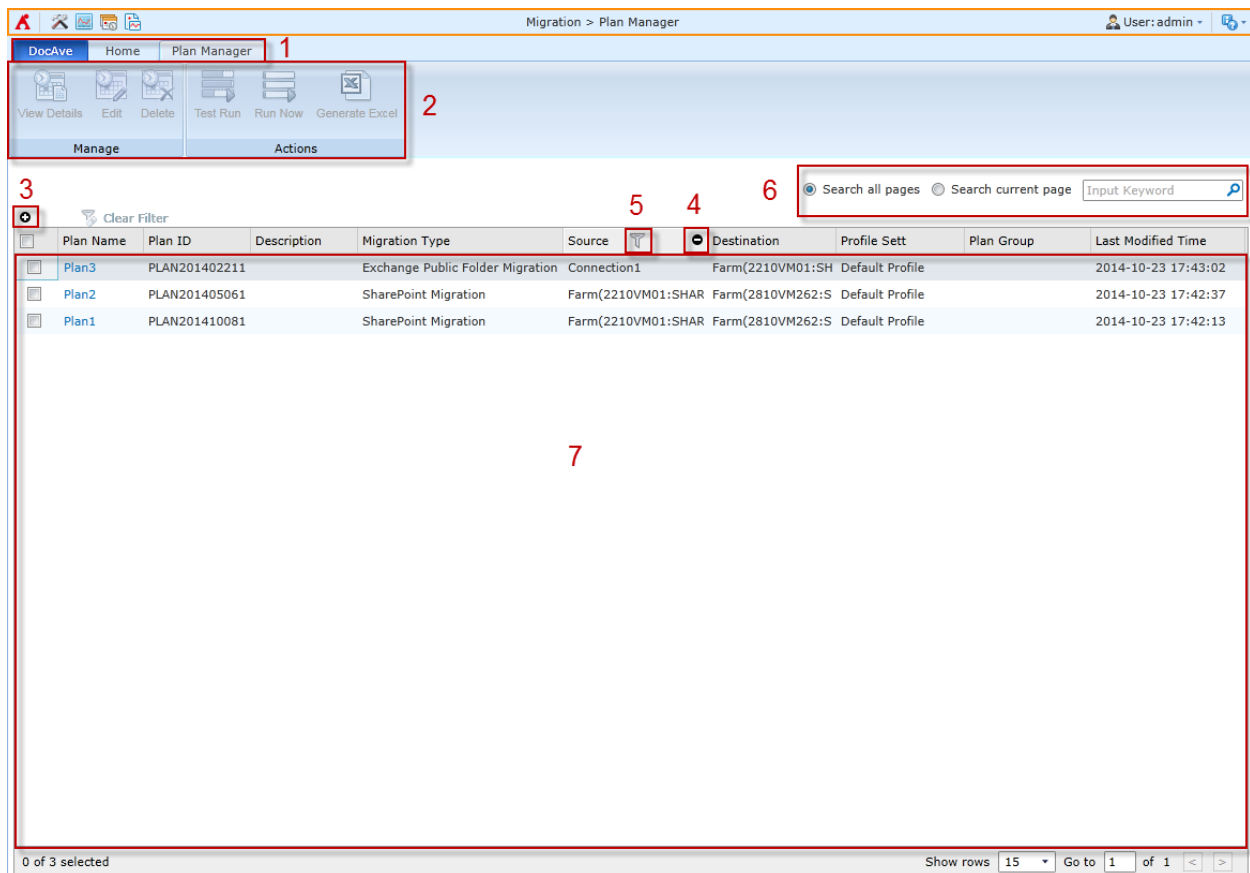 Migration > Plan Manager
User: admin
DocAve Home Plan Manager 1
View Details Edit Delete Test Run Run Now Generate Excel 2
Manage Actions
3 5 4 6 Search all pages Search current page Input Keyword
Clear Filter
Plan Name Plan ID Description Migration Type Source Destination Profile Sett Plan Group Last Modified Time
Plan3 PLAN201402211 Exchange Public Folder Migration Connection1 Farm(2210VM01:SH Default Profile 2014-10-23 17:43:02
Plan2 PLAN201405061 SharePoint Migration Farm(2210VM01:SHAR Farm(2810VM262:S Default Profile 2014-10-23 17:42:37
Plan1 PLAN201410081 SharePoint Migration Farm(2210VM01:SHAR Farm(2810VM262:S Default Profile 2014-10-23 17:42:13
7
0 of 3 selected Show rows 15 Go to 1 of 1 < >